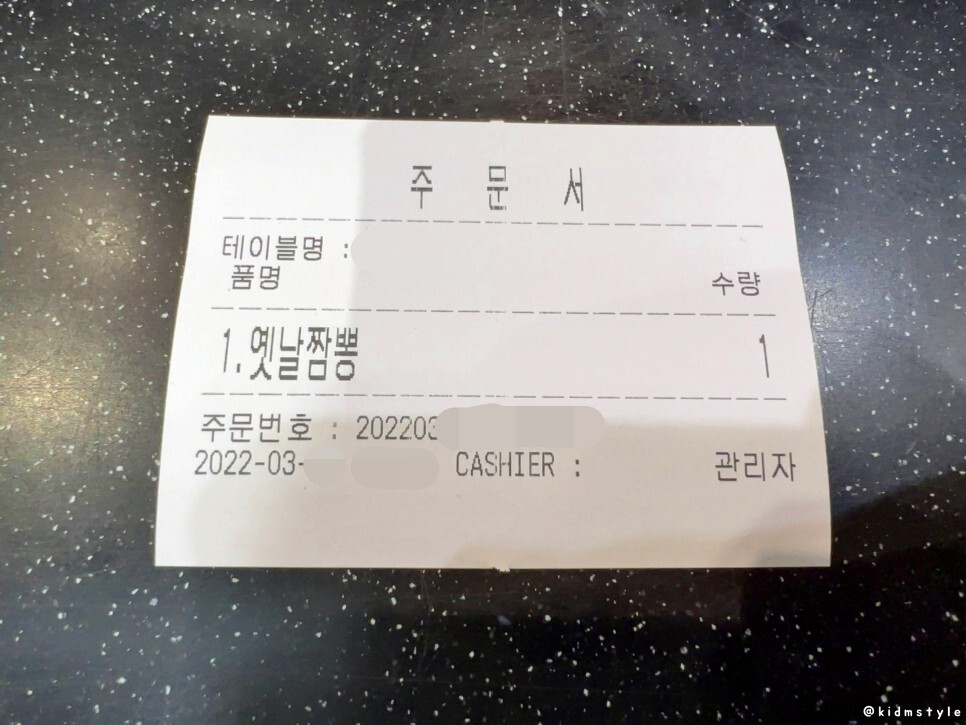 주 문 서
테이블명 :
품명 수량
1.옛날짬뽕 1
주문번호 : 202203
2022-03- CASHIER : 관리자
@kidmstyle